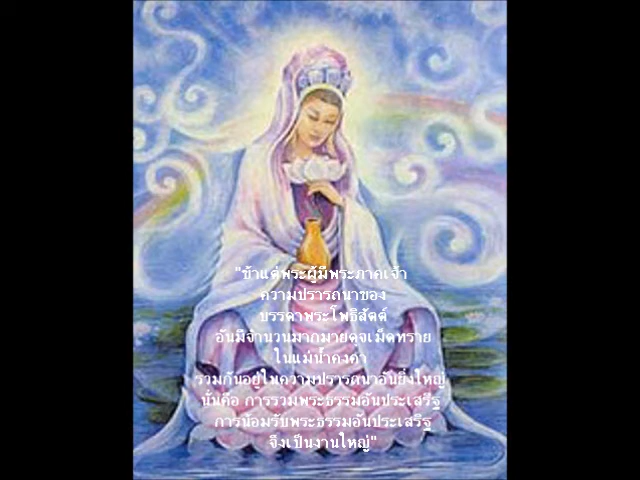 "ข้าแต่พระผู้มีพระภาคเจ้า
ความปรารถนาของ
บรรดาพระโพธิสัตต์
อันมีจำนวนมากมายดุจเม็ดทราย
ในแม่น้ำคงคา
รวมกันอยู่ในความปรารถนาอันยิ่งใหญ่
นั่นคือ การรวมพระธรรมอันประเสริฐ
การน้อมรับพระธรรมอันประเสริฐ
จึงเป็นงานใหญ่"